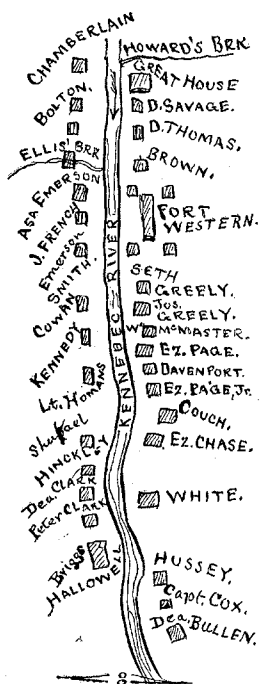 CHAMBERLAIN
BOLTON.
ELLIS' BRK
ASA EMERSON
J. FRENCH
Emerson
SMITH.
COWAN
KENNEDY
Lt. Homans
HINCKLEY
Dea. CLARK
Peter CLARK
Briggs
HALLOWELL
KENNEBEC RIVER
HOWARD'S BRK
GREAT HOUSE
D. SAVAGE.
D. THOMAS.
BROWN.
FORT
WESTERN.
SETH
GREELY.
Jos.
GREELY.
Wm McMASTER.
Ez. PAGE.
DAVENPORT.
Ez. PAGE, Jr.
COUCH.
Ez. CHASE.
WHITE.
HUSSEY.
Capt. Cox.
Dea. BULLEN.